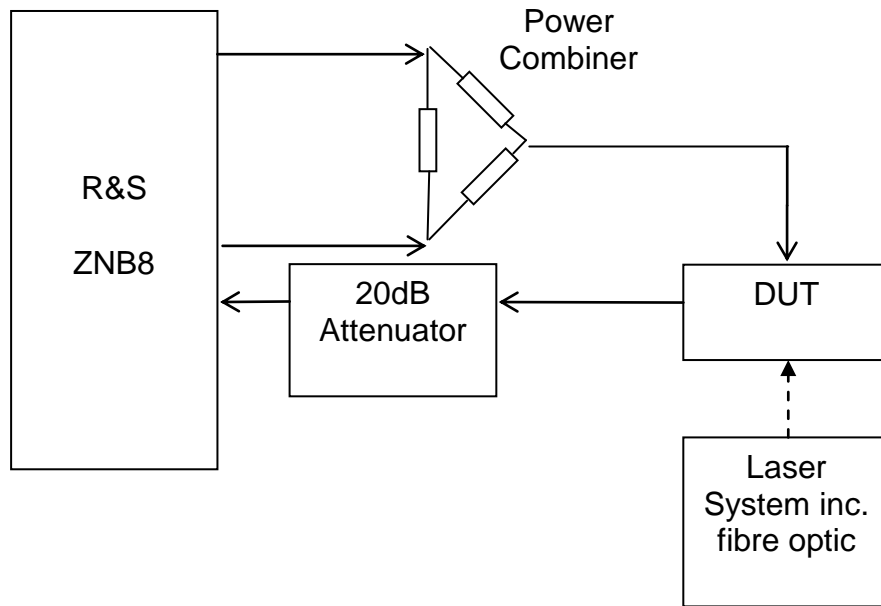 Power
Combiner
R&S
ZNB8
20dB
Attenuator
DUT
Laser
System inc.
fibre optic